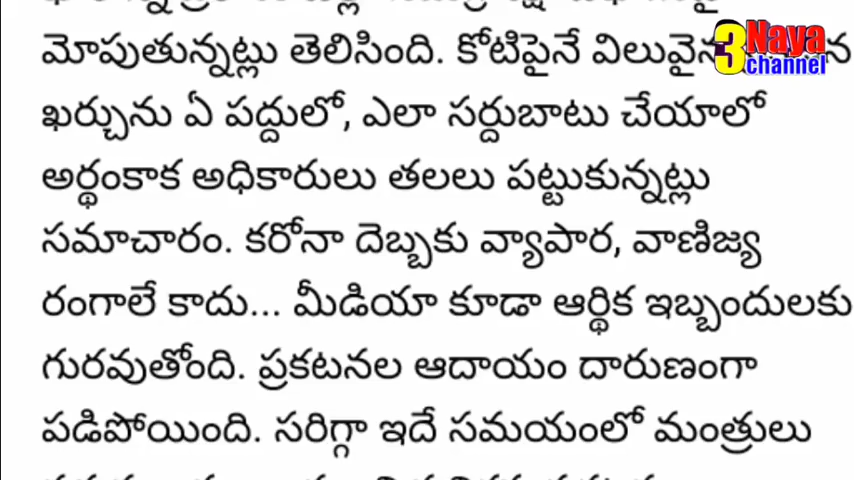 మోపుతున్నట్లు తెలిసింది. కోటిపైనే విలువైన
3 Naya channel
ఖర్చును ఏ పద్దులో, ఎలా సర్దుబాటు చేయాలో
అర్థంకాక అధికారులు తలలు పట్టుకున్నట్లు
సమాచారం. కరోనా దెబ్బకు వ్యాపార, వాణిజ్య
రంగాలే కాదు... మీడియా కూడా ఆర్థిక ఇబ్బందులకు
గురవుతోంది. ప్రకటనల ఆదాయం దారుణంగా
పడిపోయింది. సరిగ్గా ఇదే సమయంలో మంత్రులు